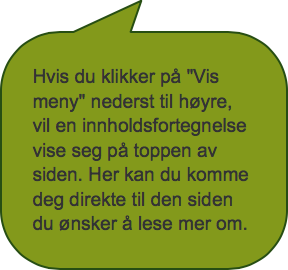 Hvis du klikker på "Vis
meny" nederst til høyre,
vil en innholdsfortegnelse
vise seg på toppen av
siden. Her kan du komme
deg direkte til den siden
du ønsker å lese mer om.